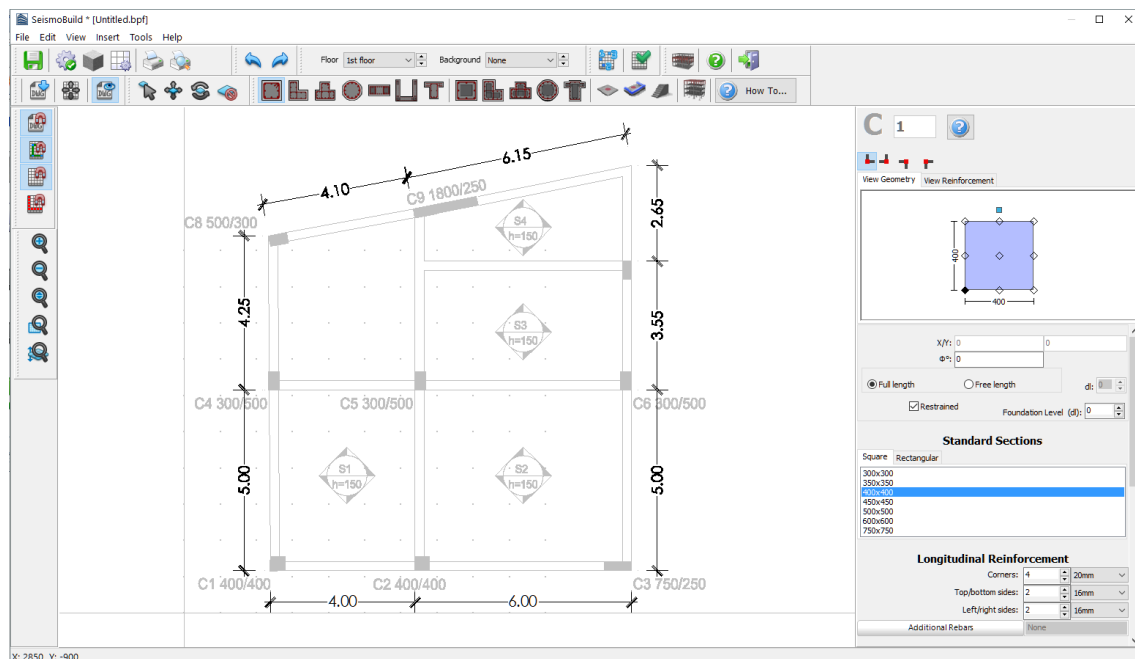 SeismoBuild * [Untitled.bpf]
File Edit View Insert Tools Help
Floor 1st floor Background None
How To...
C 1
View Geometry View Reinforcement
400
400
X/Y: 0 0
Φ°: 0
Full length Free length dl: 0
Restrained Foundation Level (dl): 0
Standard Sections
Square Rectangular
300x300
350x350
400x400
450x450
500x500
600x600
750x750
Longitudinal Reinforcement
Corners: 4 20mm
Top/bottom sides: 2 16mm
Left/right sides: 2 16mm
Additional Rebars None
6.15
4.10
C9 1800/250
C8 500/300
S4
h=150
2.65
4.25
S3
h=150
3.55
C4 300/500 C5 300/500 C6 300/500
S1
h=150
S2
h=150
5.00
5.00
C1 400/400 C2 400/400 C3 750/250
4.00 6.00
X: 2850 Y: -900